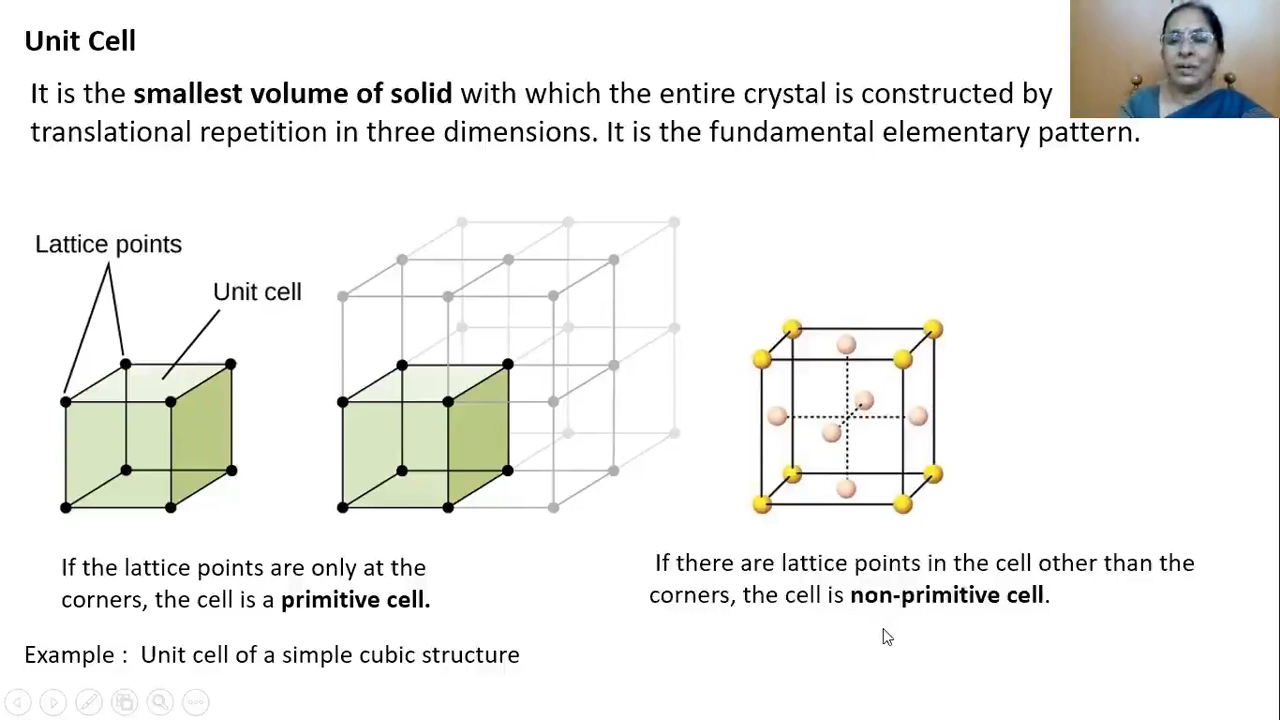 Unit Cell
It is the smallest volume of solid with which the entire crystal is constructed by
translational repetition in three dimensions. It is the fundamental elementary pattern.
Lattice points
Unit cell
If the lattice points are only at the
corners, the cell is a primitive cell.
If there are lattice points in the cell other than the
corners, the cell is non-primitive cell.
Example : Unit cell of a simple cubic structure